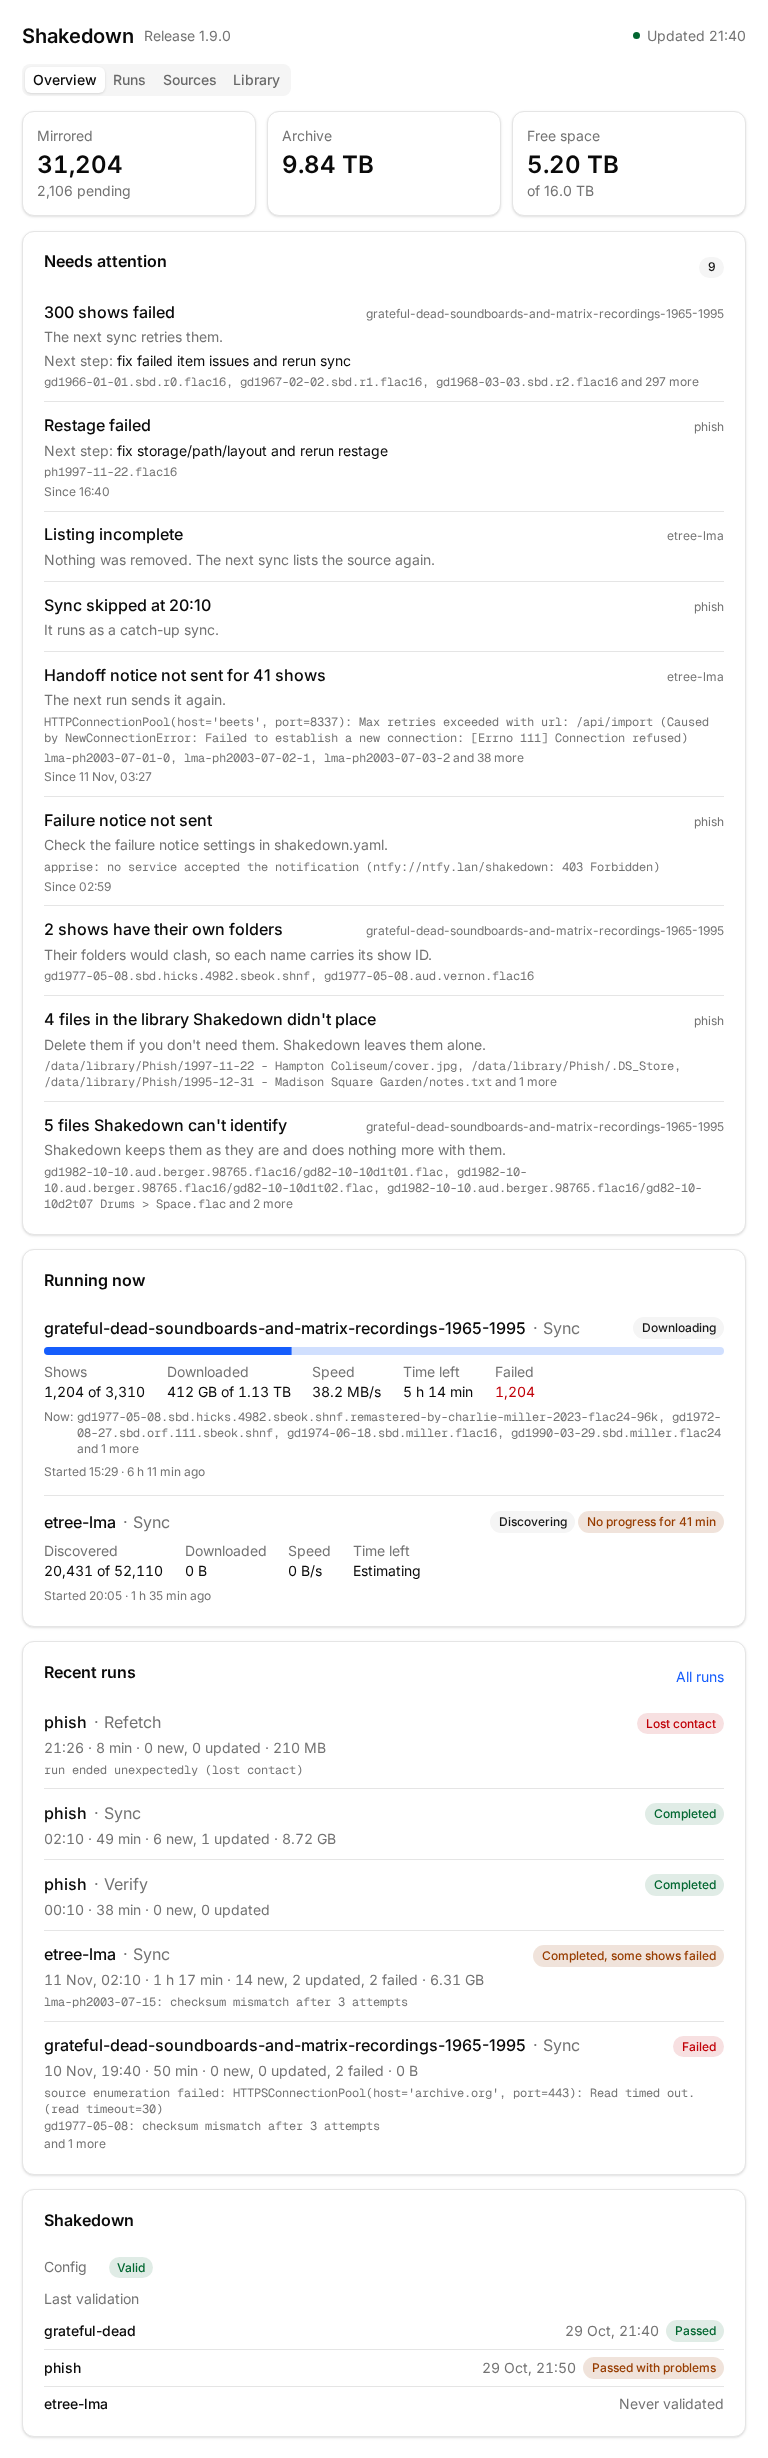 Shakedown Release 1.9.0
Updated 21:40
Overview Runs Sources Library
Mirrored
31,204
2,106 pending
Archive
9.84 TB
Free space
5.20 TB
of 16.0 TB
Needs attention
9
300 shows failed
grateful-dead-soundboards-and-matrix-recordings-1965-1995
The next sync retries them.
Next step: fix failed item issues and rerun sync
gd1966-01-01.sbd.r0.flac16, gd1967-02-02.sbd.r1.flac16, gd1968-03-03.sbd.r2.flac16 and 297 more
Restage failed
phish
Next step: fix storage/path/layout and rerun restage
ph1997-11-22.flac16
Since 16:40
Listing incomplete
etree-lma
Nothing was removed. The next sync lists the source again.
Sync skipped at 20:10
phish
It runs as a catch-up sync.
Handoff notice not sent for 41 shows
etree-lma
The next run sends it again.
HTTPConnectionPool(host='beets', port=8337): Max retries exceeded with url: /api/import (Caused
by NewConnectionError: Failed to establish a new connection: [Errno 111] Connection refused)
lma-ph2003-07-01-0, lma-ph2003-07-02-1, lma-ph2003-07-03-2 and 38 more
Since 11 Nov, 03:27
Failure notice not sent
phish
Check the failure notice settings in shakedown.yaml.
apprise: no service accepted the notification (ntfy://ntfy.lan/shakedown: 403 Forbidden)
Since 02:59
2 shows have their own folders
grateful-dead-soundboards-and-matrix-recordings-1965-1995
Their folders would clash, so each name carries its show ID.
gd1977-05-08.sbd.hicks.4982.sbeok.shnf, gd1977-05-08.aud.vernon.flac16
4 files in the library Shakedown didn't place
phish
Delete them if you don't need them. Shakedown leaves them alone.
/data/library/Phish/1997-11-22 - Hampton Coliseum/cover.jpg, /data/library/Phish/.DS_Store,
/data/library/Phish/1995-12-31 - Madison Square Garden/notes.txt and 1 more
5 files Shakedown can't identify
grateful-dead-soundboards-and-matrix-recordings-1965-1995
Shakedown keeps them as they are and does nothing more with them.
gd1982-10-10.aud.berger.98765.flac16/gd82-10-10d1t01.flac, gd1982-10-
10.aud.berger.98765.flac16/gd82-10-10d1t02.flac, gd1982-10-10.aud.berger.98765.flac16/gd82-10-
10d2t07 Drums > Space.flac and 2 more
Running now
grateful-dead-soundboards-and-matrix-recordings-1965-1995 · Sync
Downloading
Shows Downloaded Speed Time left Failed
1,204 of 3,310 412 GB of 1.13 TB 38.2 MB/s 5 h 14 min 1,204
Now: gd1977-05-08.sbd.hicks.4982.sbeok.shnf.remastered-by-charlie-miller-2023-flac24-96k, gd1972-
08-27.sbd.orf.111.sbeok.shnf, gd1974-06-18.sbd.miller.flac16, gd1990-03-29.sbd.miller.flac24
and 1 more
Started 15:29 · 6 h 11 min ago
etree-lma · Sync
Discovering No progress for 41 min
Discovered Downloaded Speed Time left
20,431 of 52,110 0 B 0 B/s Estimating
Started 20:05 · 1 h 35 min ago
Recent runs
All runs
phish · Refetch
Lost contact
21:26 · 8 min · 0 new, 0 updated · 210 MB
run ended unexpectedly (lost contact)
phish · Sync
Completed
02:10 · 49 min · 6 new, 1 updated · 8.72 GB
phish · Verify
Completed
00:10 · 38 min · 0 new, 0 updated
etree-lma · Sync
Completed, some shows failed
11 Nov, 02:10 · 1 h 17 min · 14 new, 2 updated, 2 failed · 6.31 GB
lma-ph2003-07-15: checksum mismatch after 3 attempts
grateful-dead-soundboards-and-matrix-recordings-1965-1995 · Sync
Failed
10 Nov, 19:40 · 50 min · 0 new, 0 updated, 2 failed · 0 B
source enumeration failed: HTTPSConnectionPool(host='archive.org', port=443): Read timed out.
(read timeout=30)
gd1977-05-08: checksum mismatch after 3 attempts
and 1 more
Shakedown
Config Valid
Last validation
grateful-dead 29 Oct, 21:40 Passed
phish 29 Oct, 21:50 Passed with problems
etree-lma Never validated